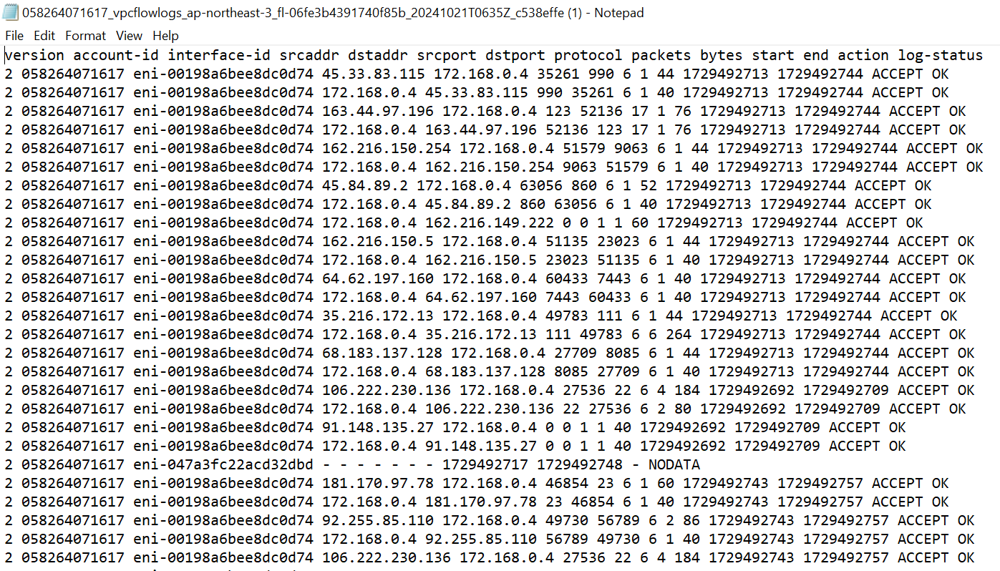 058264071617_vpcflowlogs_ap-northeast-3_fl-06fe3b4391740f85b_20241021T0635Z_c538effe (1) - Notepad
File Edit Format View Help
version account-id interface-id srcaddr dstaddr srcport dstport protocol packets bytes start end action log-status
2 058264071617 eni-00198a6bee8dc0d74 45.33.83.115 172.168.0.4 35261 990 6 1 44 1729492713 1729492744 ACCEPT OK
2 058264071617 eni-00198a6bee8dc0d74 172.168.0.4 45.33.83.115 990 35261 6 1 40 1729492713 1729492744 ACCEPT OK
2 058264071617 eni-00198a6bee8dc0d74 163.44.97.196 172.168.0.4 123 52136 17 1 76 1729492713 1729492744 ACCEPT OK
2 058264071617 eni-00198a6bee8dc0d74 172.168.0.4 163.44.97.196 52136 123 17 1 76 1729492713 1729492744 ACCEPT OK
2 058264071617 eni-00198a6bee8dc0d74 162.216.150.254 172.168.0.4 51579 9063 6 1 44 1729492713 1729492744 ACCEPT OK
2 058264071617 eni-00198a6bee8dc0d74 172.168.0.4 162.216.150.254 9063 51579 6 1 40 1729492713 1729492744 ACCEPT OK
2 058264071617 eni-00198a6bee8dc0d74 45.84.89.2 172.168.0.4 63056 860 6 1 52 1729492713 1729492744 ACCEPT OK
2 058264071617 eni-00198a6bee8dc0d74 172.168.0.4 45.84.89.2 860 63056 6 1 40 1729492713 1729492744 ACCEPT OK
2 058264071617 eni-00198a6bee8dc0d74 172.168.0.4 162.216.149.222 0 0 1 1 60 1729492713 1729492744 ACCEPT OK
2 058264071617 eni-00198a6bee8dc0d74 162.216.150.5 172.168.0.4 51135 23023 6 1 44 1729492713 1729492744 ACCEPT OK
2 058264071617 eni-00198a6bee8dc0d74 172.168.0.4 162.216.150.5 23023 51135 6 1 40 1729492713 1729492744 ACCEPT OK
2 058264071617 eni-00198a6bee8dc0d74 64.62.197.160 172.168.0.4 60433 7443 6 1 40 1729492713 1729492744 ACCEPT OK
2 058264071617 eni-00198a6bee8dc0d74 172.168.0.4 64.62.197.160 7443 60433 6 1 40 1729492713 1729492744 ACCEPT OK
2 058264071617 eni-00198a6bee8dc0d74 35.216.172.13 172.168.0.4 49783 111 6 1 44 1729492713 1729492744 ACCEPT OK
2 058264071617 eni-00198a6bee8dc0d74 172.168.0.4 35.216.172.13 111 49783 6 6 264 1729492713 1729492744 ACCEPT OK
2 058264071617 eni-00198a6bee8dc0d74 68.183.137.128 172.168.0.4 27709 8085 6 1 44 1729492713 1729492744 ACCEPT OK
2 058264071617 eni-00198a6bee8dc0d74 172.168.0.4 68.183.137.128 8085 27709 6 1 40 1729492713 1729492744 ACCEPT OK
2 058264071617 eni-00198a6bee8dc0d74 106.222.230.136 172.168.0.4 27536 22 6 4 184 1729492692 1729492709 ACCEPT OK
2 058264071617 eni-00198a6bee8dc0d74 172.168.0.4 106.222.230.136 22 27536 6 2 80 1729492692 1729492709 ACCEPT OK
2 058264071617 eni-00198a6bee8dc0d74 91.148.135.27 172.168.0.4 0 0 1 1 40 1729492692 1729492709 ACCEPT OK
2 058264071617 eni-00198a6bee8dc0d74 172.168.0.4 91.148.135.27 0 0 1 1 40 1729492692 1729492709 ACCEPT OK
2 058264071617 eni-047a3fc22acd32dbd - - - - - - - 1729492717 1729492748 - NODATA
2 058264071617 eni-00198a6bee8dc0d74 181.170.97.78 172.168.0.4 46854 23 6 1 60 1729492743 1729492757 ACCEPT OK
2 058264071617 eni-00198a6bee8dc0d74 172.168.0.4 181.170.97.78 23 46854 6 1 40 1729492743 1729492757 ACCEPT OK
2 058264071617 eni-00198a6bee8dc0d74 92.255.85.110 172.168.0.4 49730 56789 6 2 86 1729492743 1729492757 ACCEPT OK
2 058264071617 eni-00198a6bee8dc0d74 172.168.0.4 92.255.85.110 56789 49730 6 1 40 1729492743 1729492757 ACCEPT OK
2 058264071617 eni-00198a6bee8dc0d74 106.222.230.136 172.168.0.4 27536 22 6 4 184 1729492743 1729492757 ACCEPT OK